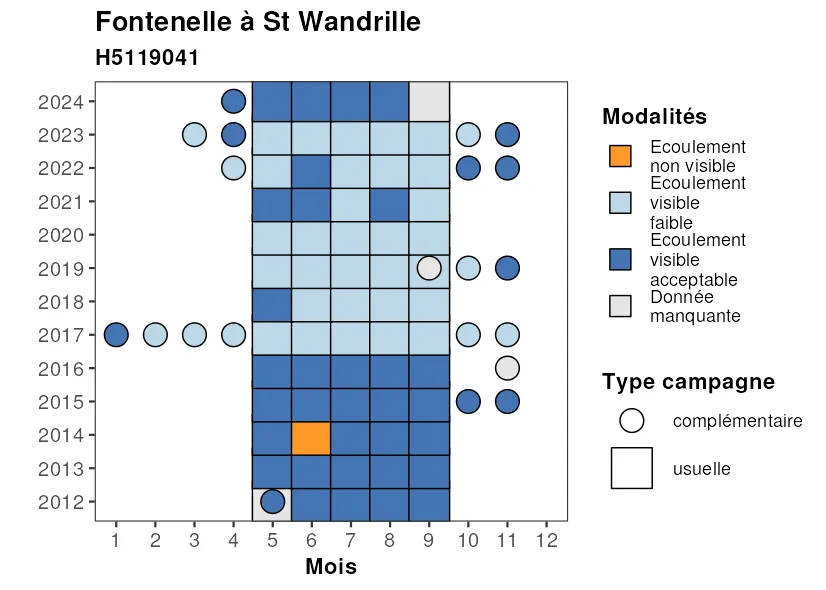 Fontenelle à St Wandrille
H5119041
2024
2023
2022
2021
2020
2019
2018
2017
2016
2015
2014
2013
2012
1 2 3 4 5 6 7 8 9 10 11 12
Mois
Modalités
Ecoulement
non visible
Ecoulement
visible
faible
Ecoulement
visible
acceptable
Donnée
manquante
Type campagne
complémentaire
usuelle